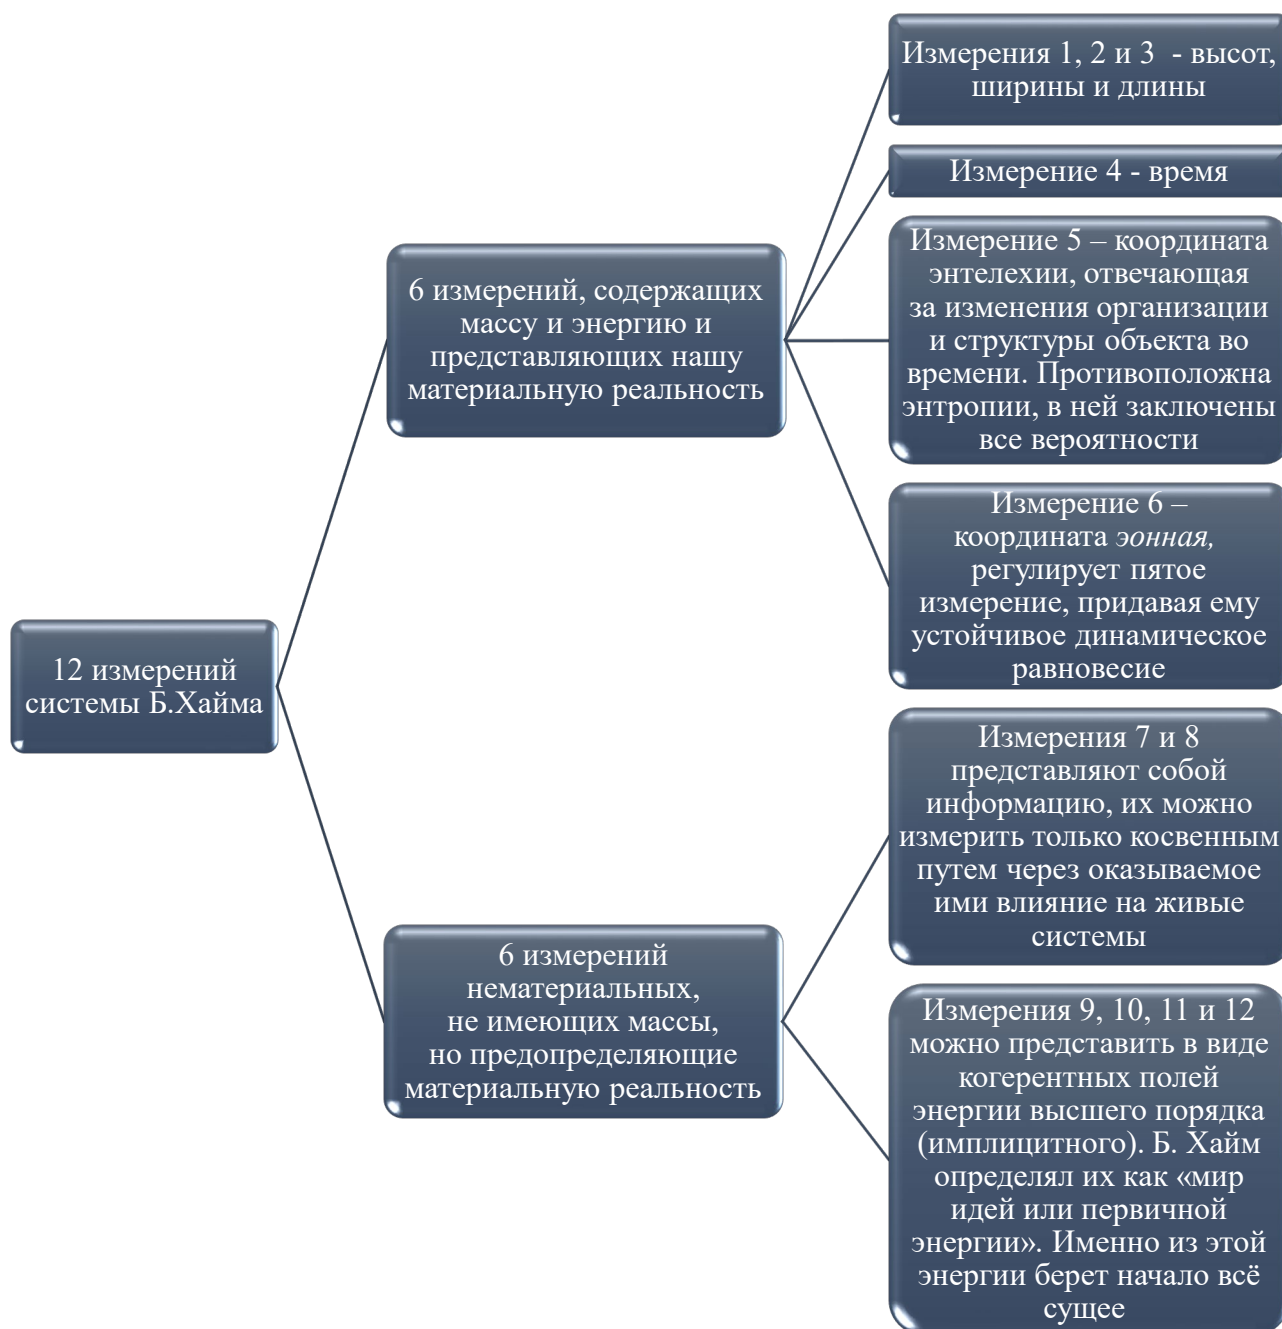 12 измерений
системы Б.Хайма
6 измерений, содержащих
массу и энергию и
представляющих нашу
материальную реальность
Измерения 1, 2 и 3 - высот,
ширины и длины
Измерение 4 - время
Измерение 5 – координата
энтелехии, отвечающая
за изменения организации
и структуры объекта во
времени. Противоположна
энтропии, в ней заключены
все вероятности
Измерение 6 –
координата эонная,
регулирует пятое
измерение, придавая ему
устойчивое динамическое
равновесие
6 измерений
нематериальных,
не имеющих массы,
но предопределяющие
материальную реальность
Измерения 7 и 8
представляют собой
информацию, их можно
измерить только косвенным
путем через оказываемое
ими влияние на живые
системы
Измерения 9, 10, 11 и 12
можно представить в виде
когерентных полей
энергии высшего порядка
(имплицитного). Б. Хайм
определял их как «мир
идей или первичной
энергии». Именно из этой
энергии берет начало всё
сущее